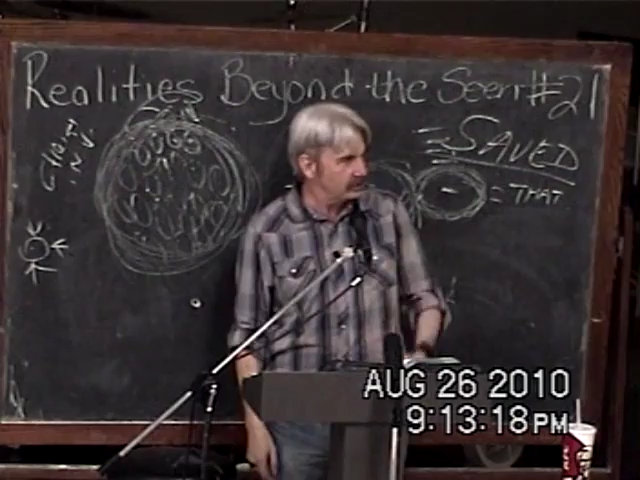 Realities Beyond the Seen #21
SAVED
= THAT
AUG 26 2010
9:13:18PM